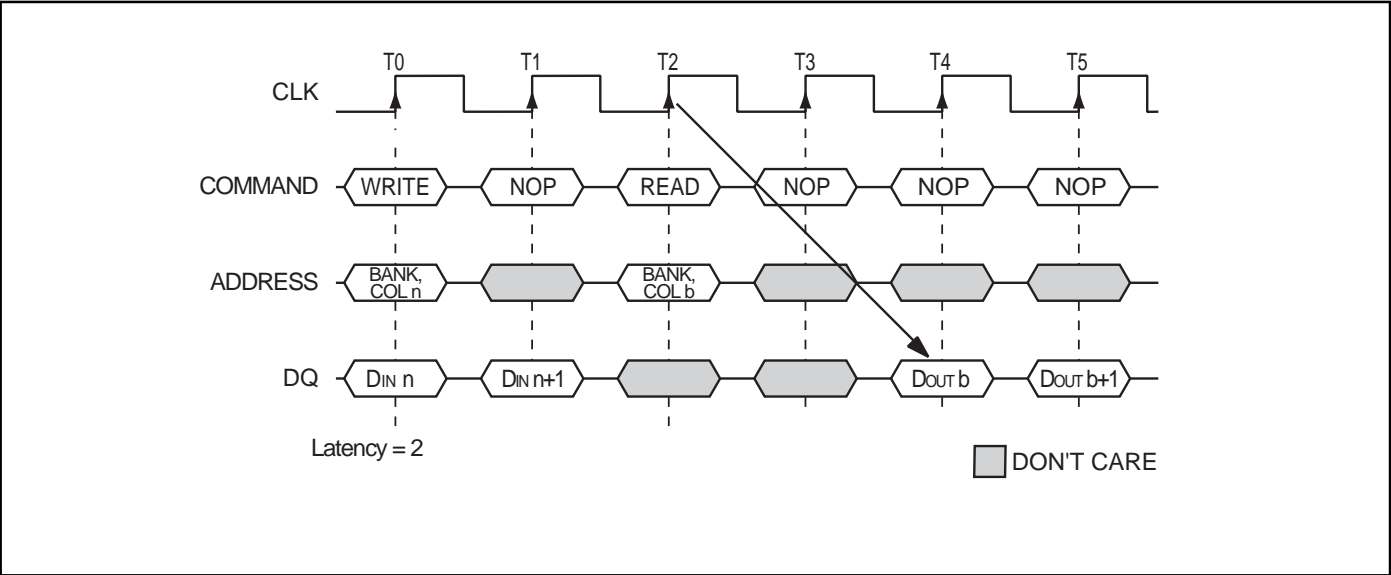 T0 T1 T2 T3 T4 T5
CLK
COMMAND WRITE NOP READ NOP NOP NOP
ADDRESS BANK, COL n BANK, COL b
DQ DIN n DIN n+1 DOUT b DOUT b+1
Latency = 2
DON'T CARE